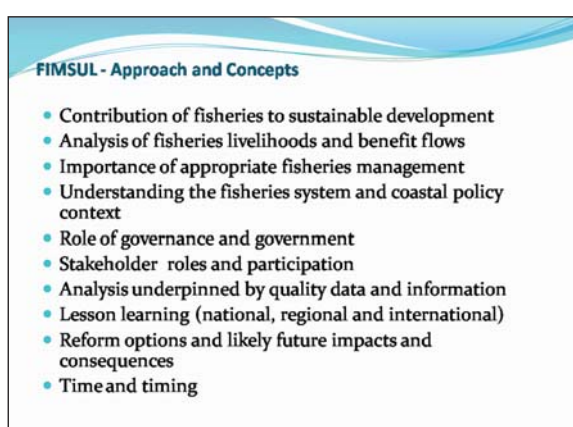 FIMSUL - Approach and Concepts
• Contribution of fisheries to sustainable development
• Analysis of fisheries livelihoods and benefit flows
• Importance of appropriate fisheries management
• Understanding the fisheries system and coastal policy
context
• Role of governance and government
• Stakeholder roles and participation
• Analysis underpinned by quality data and information
• Lesson learning (national, regional and international)
• Reform options and likely future impacts and
consequences
• Time and timing